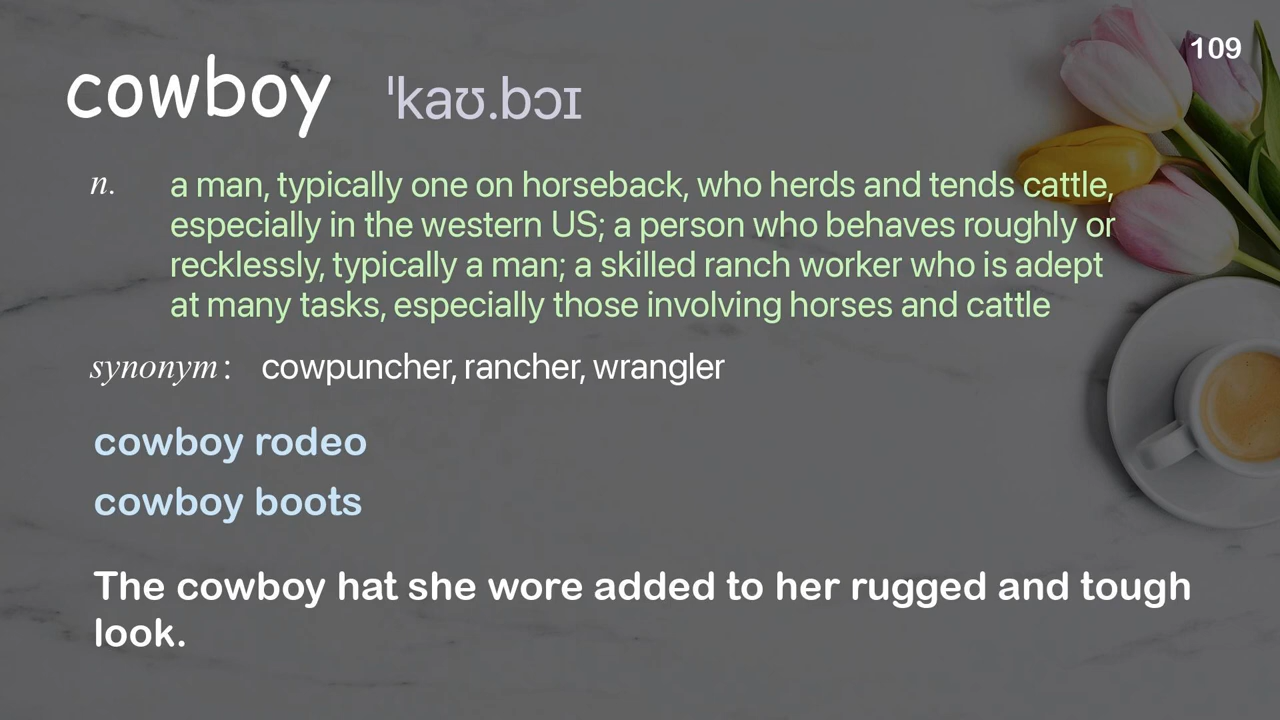 109
cowboy ˈkaʊ.bɔɪ
n. a man, typically one on horseback, who herds and tends cattle,
especially in the western US; a person who behaves roughly or
recklessly, typically a man; a skilled ranch worker who is adept
at many tasks, especially those involving horses and cattle
synonym : cowpuncher, rancher, wrangler
cowboy rodeo
cowboy boots
The cowboy hat she wore added to her rugged and tough
look.